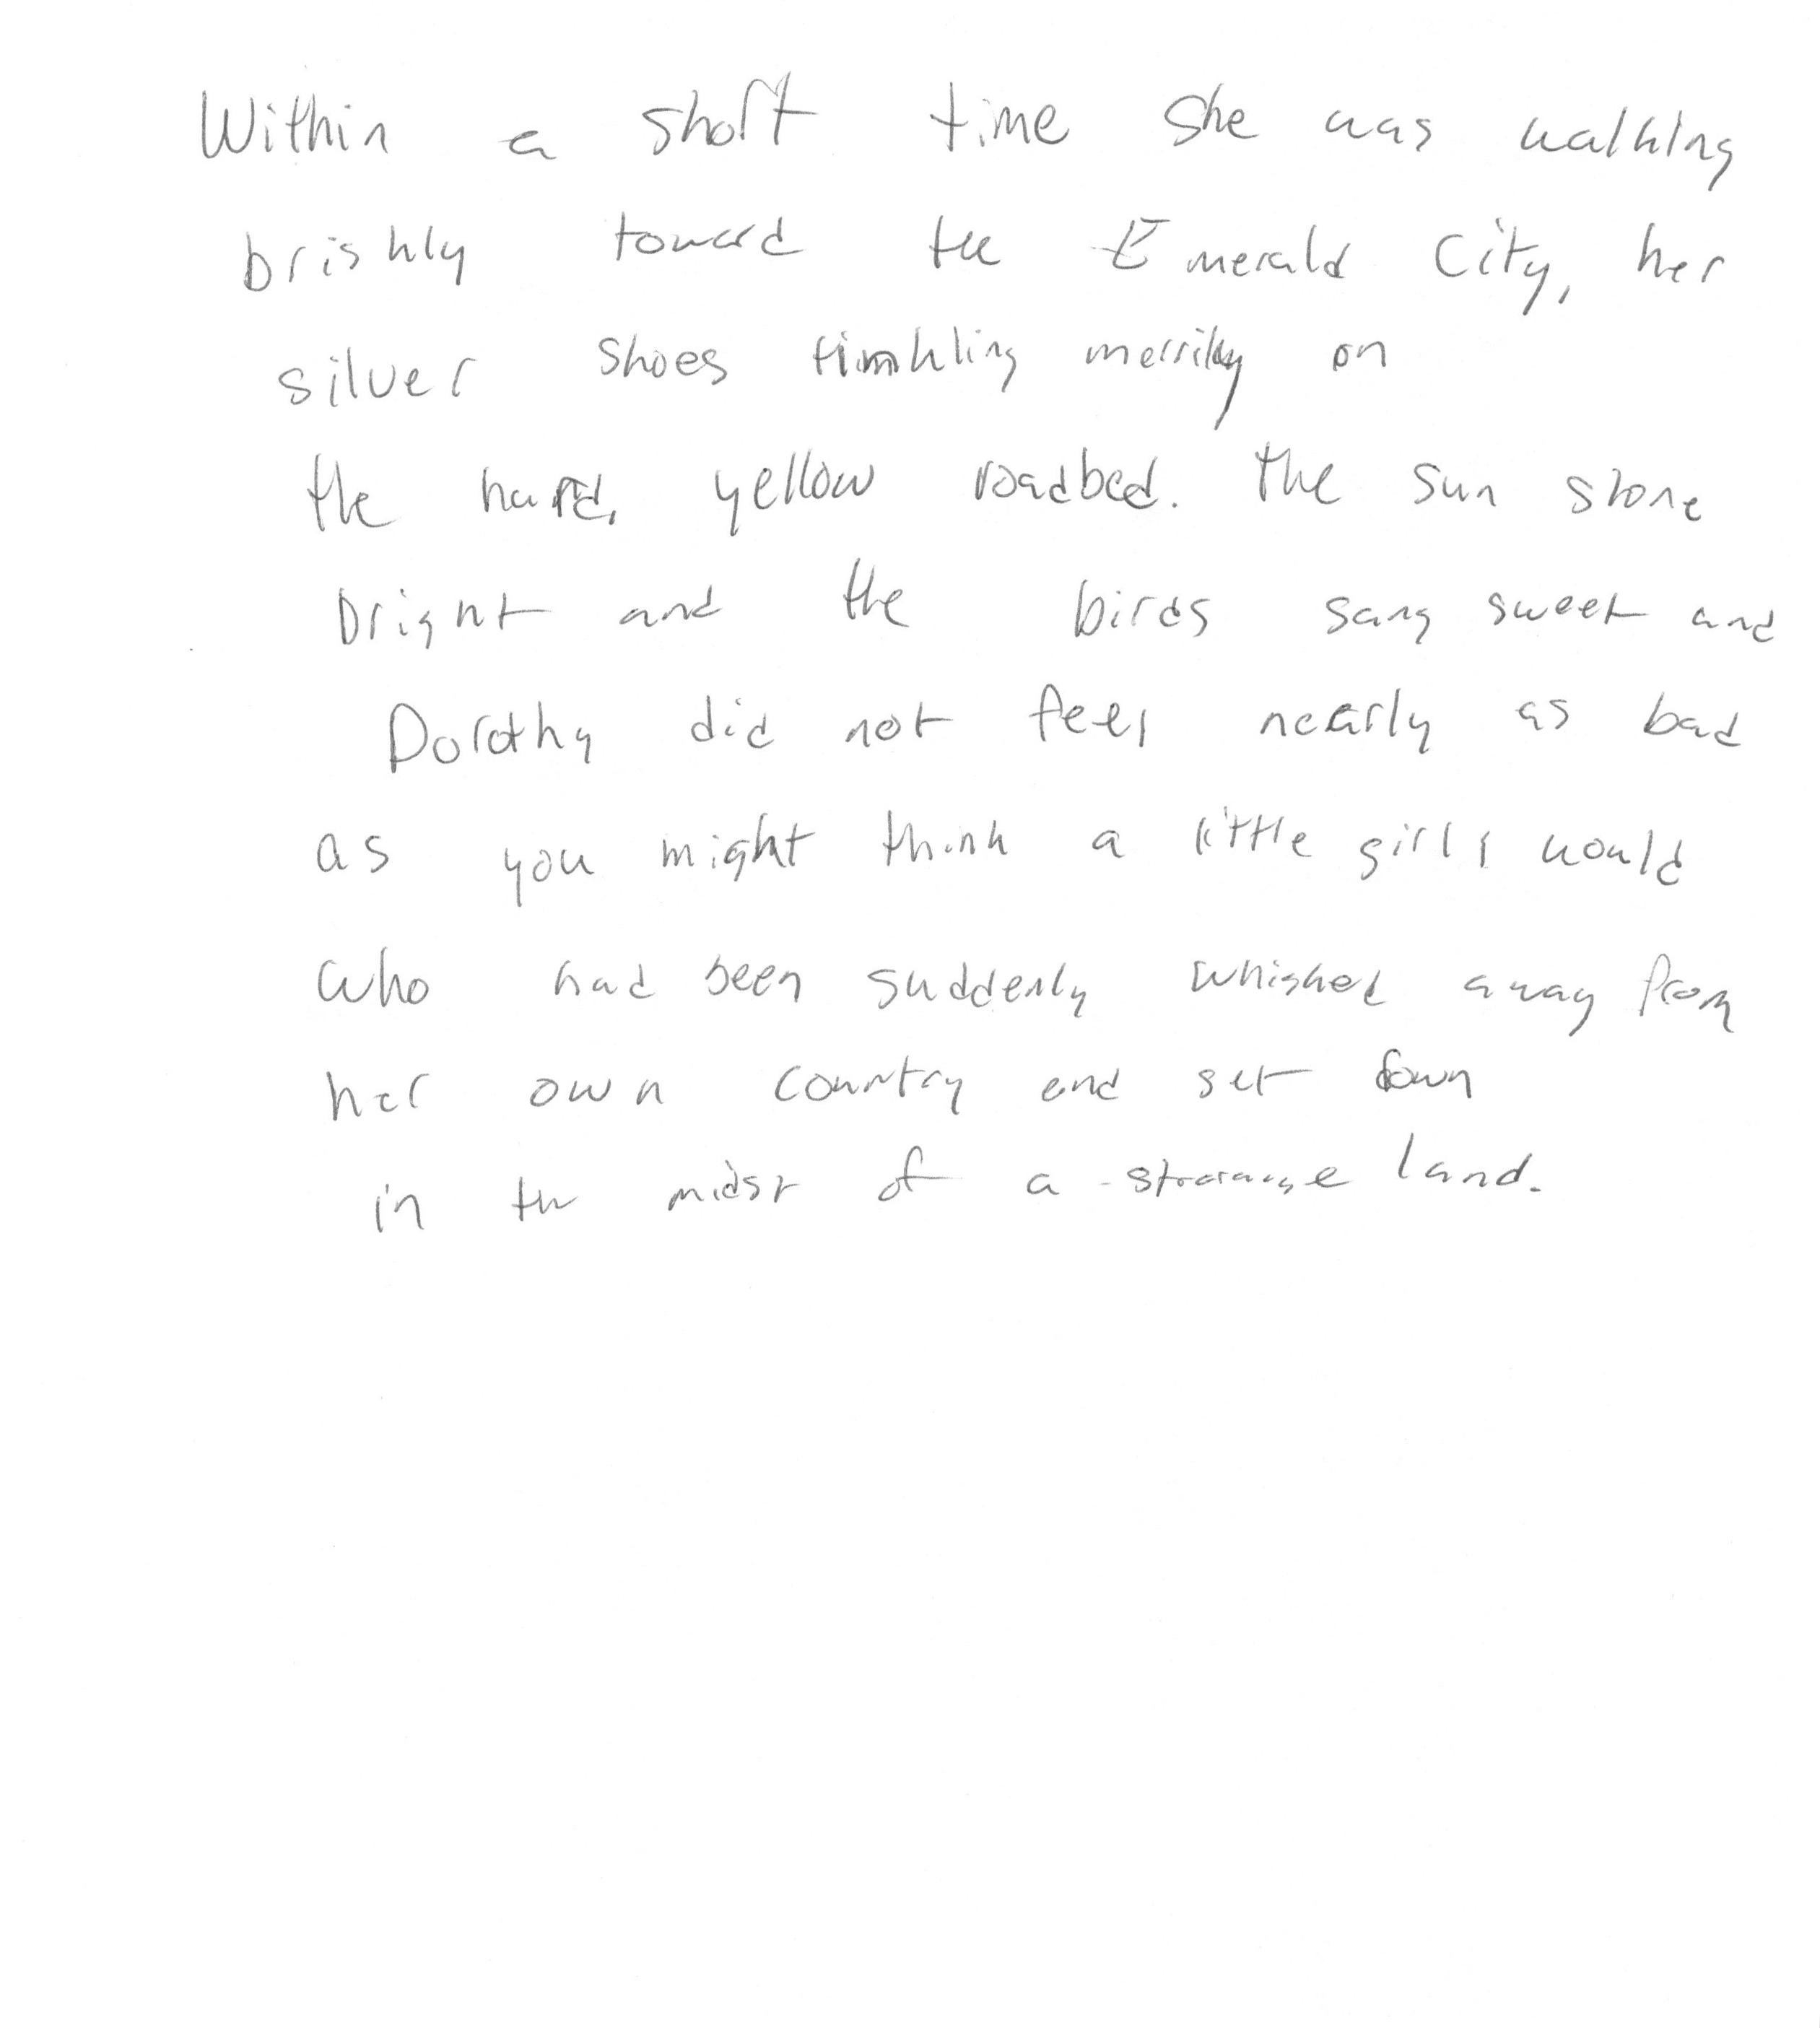 Within a short time she was walking
briskly toward the Emerald City, her
silver shoes tinkling merrily on
the hard, yellow roadbed. The sun shone
bright and the birds sang sweet and
Dorothy did not feel nearly as bad
as you might think a little girl would
who had been suddenly whisked away from
her own country and set down
in the midst of a strange land.